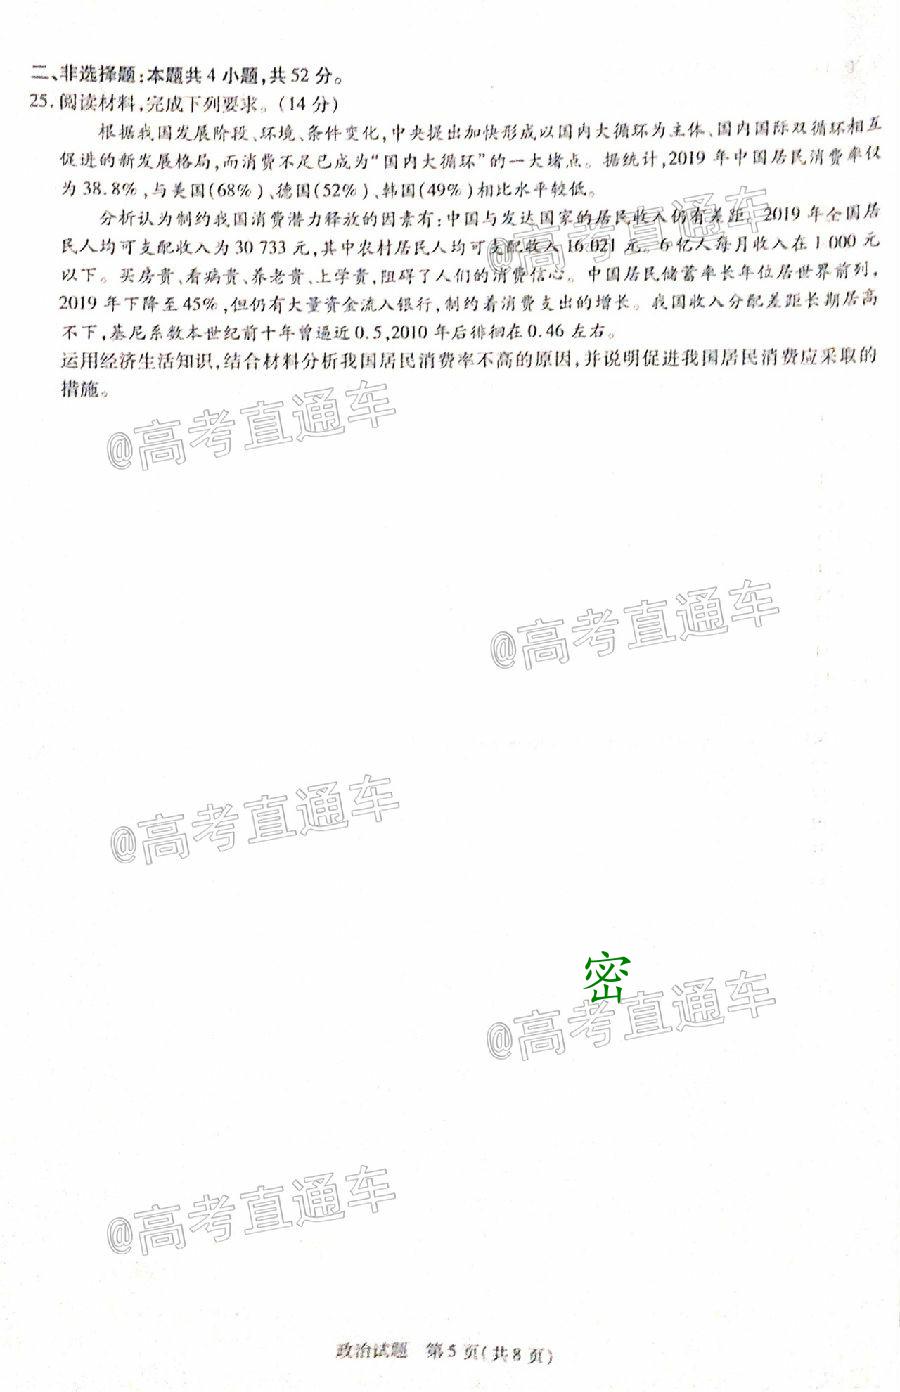 二、非选择题:本题共4小题,共52分。
25.阅读材料,完成下列要求。(14分)
根据我国发展阶段、环境、条件变化,中央提出加快形成以国内大循环为主体、国内国际双循环相互
促进的新发展格局,而消费不足已成为“国内大循环”的一大堵点。据统计,2019年中国居民消费率仅
为38.8%,与美国(68%)、德国(52%)、韩国(49%)相比水平较低。
分析认为制约我国消费潜力释放的因素有:中国与发达国家的居民收入仍有差距。2019年全国居
民人均可支配收入为30 733元,其中农村居民人均可支配收入16 021元。6亿人每月收入在1 000元
以下。买房贵、看病贵、养老贵、上学贵,阻碍了人们的消费信心。中国居民储蓄率长年位居世界前列,
2019年下降至45%,但仍有大量资金流入银行,制约着消费支出的增长。我国收入分配差距长期居高
不下,基尼系数本世纪前十年曾逼近0.5,2010年后徘徊在0.46左右。
运用经济生活知识,结合材料分析我国居民消费率不高的原因,并说明促进我国居民消费应采取的
措施。
@高考直通车
@高考直通车
@高考直通车
@高考直通车
密
@高考直通车
@高考直通车
政治试题 第5页(共8页)